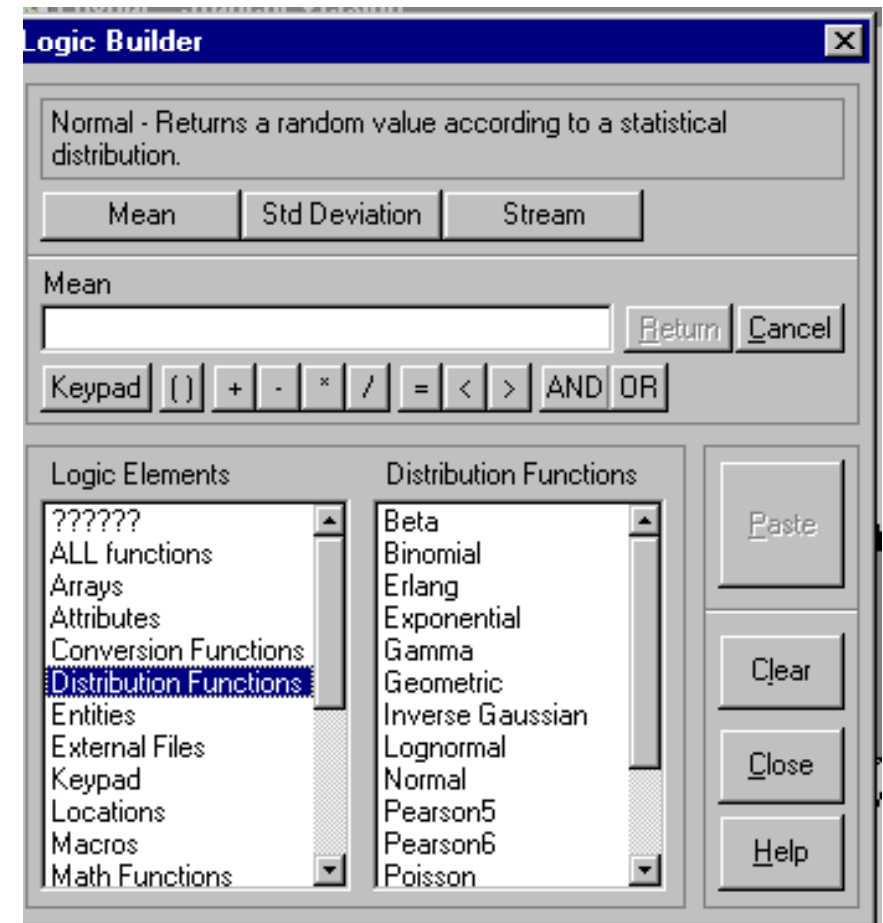 Logic Builder
Normal - Returns a random value according to a statistical
distribution.
Mean Std Deviation Stream
Mean
Return Cancel
Keypad ( ) + - * / = < > AND OR
Logic Elements Distribution Functions
?????? Beta
ALL functions Binomial
Arrays Erlang
Attributes Exponential
Conversion Functions Gamma
Distribution Functions Geometric
Entities Inverse Gaussian
External Files Lognormal
Keypad Normal
Locations Pearson5
Macros Pearson6
Math Functions Poisson
Paste
Clear
Close
Help